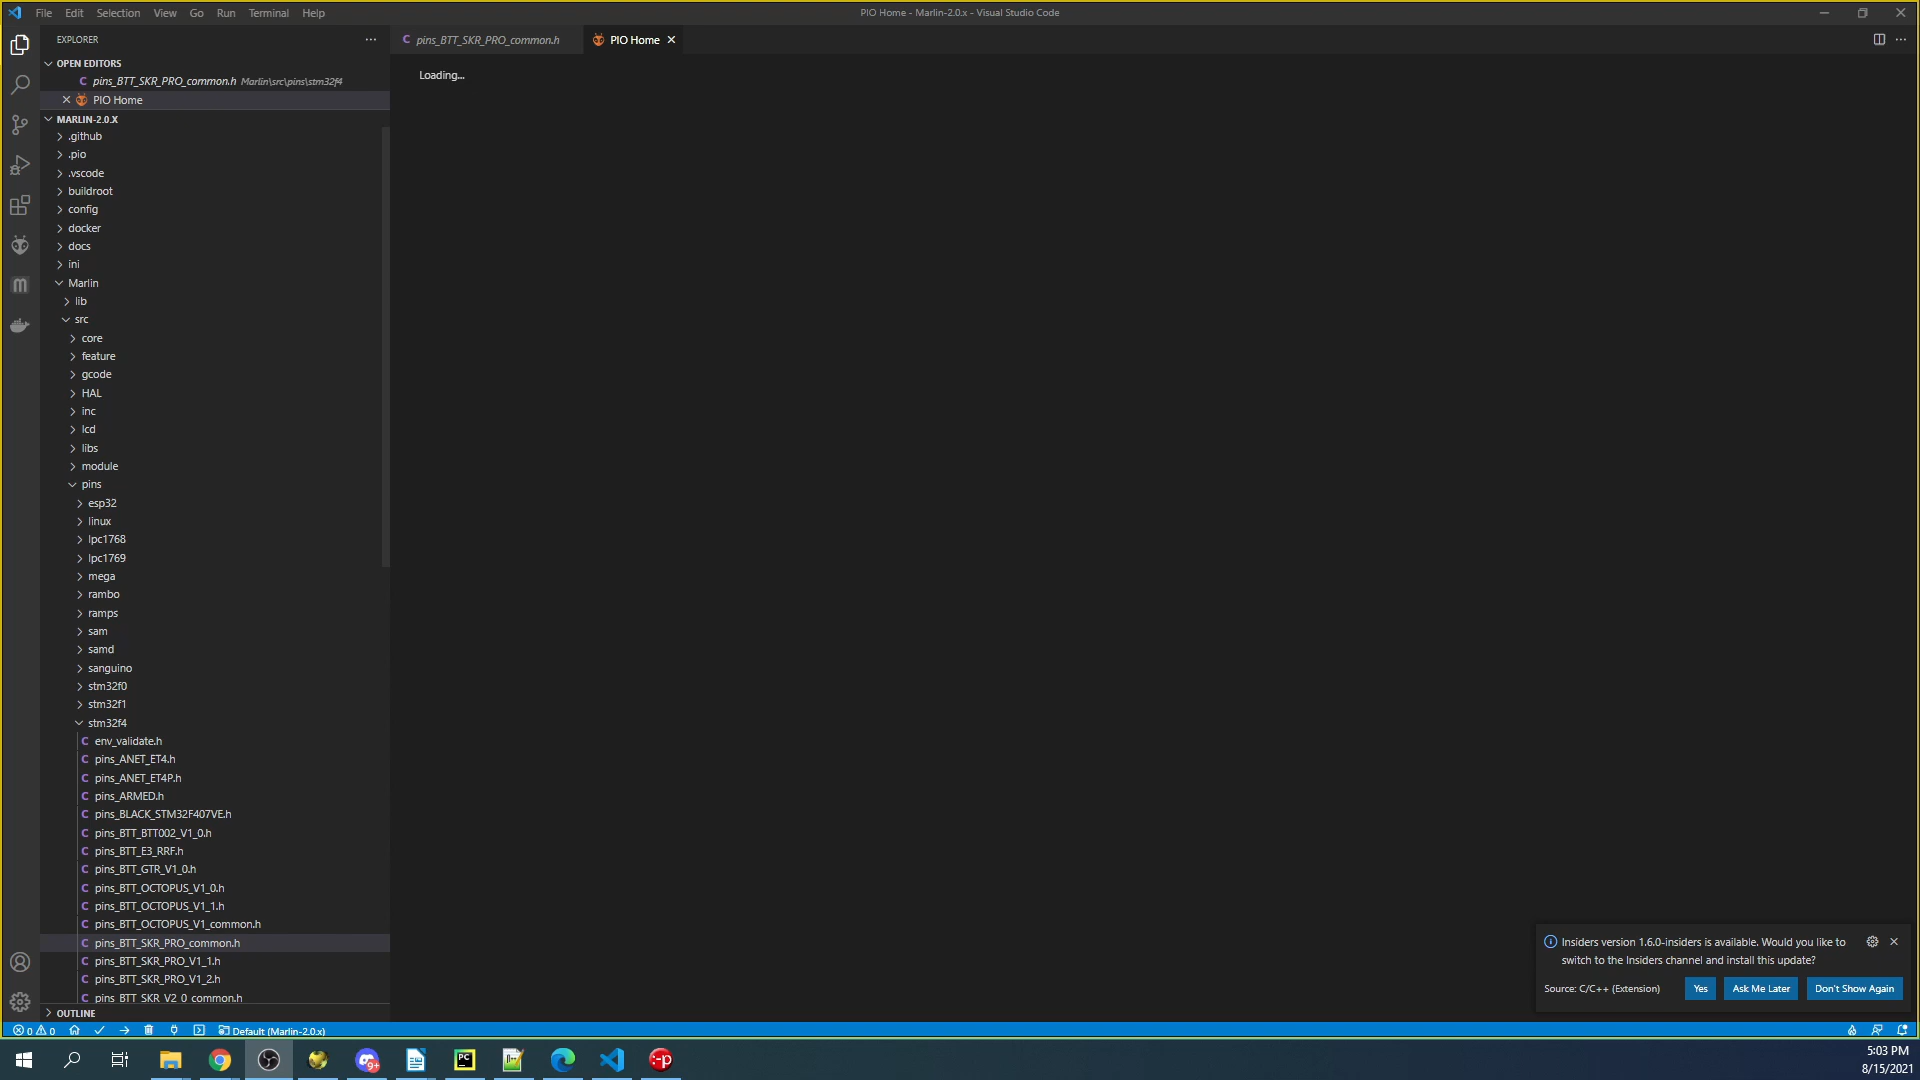 File Edit Selection View Go Run Terminal Help
PIO Home - Marlin-2.0.x - Visual Studio Code
EXPLORER
pins_BTT_SKR_PRO_common.h
PIO Home
OPEN EDITORS
Loading...
pins_BTT_SKR_PRO_common.h Marlin\src\pins\stm32f4
PIO Home
MARLIN-2.0.X
.github
.pio
.vscode
buildroot
config
docker
docs
ini
Marlin
lib
src
core
feature
gcode
HAL
inc
lcd
libs
module
pins
esp32
linux
lpc1768
lpc1769
mega
rambo
ramps
sam
samd
sanguino
stm32f0
stm32f1
stm32f4
C env_validate.h
C pins_ANET_ET4.h
C pins_ANET_ET4P.h
C pins_ARMED.h
C pins_BLACK_STM32F407VE.h
C pins_BTT_BTT002_V1_0.h
C pins_BTT_E3_RRF.h
C pins_BTT_GTR_V1_0.h
C pins_BTT_OCTOPUS_V1_0.h
C pins_BTT_OCTOPUS_V1_1.h
C pins_BTT_OCTOPUS_V1_common.h
C pins_BTT_SKR_PRO_common.h
C pins_BTT_SKR_PRO_V1_1.h
C pins_BTT_SKR_PRO_V1_2.h
C pins_BTT_SKR_V2_0_common.h
OUTLINE
Insiders version 1.6.0-insiders is available. Would you like to
switch to the Insiders channel and install this update?
Source: C/C++ (Extension)
Yes
Ask Me Later
Don't Show Again
0 0
Default (Marlin-2.0.x)
9+
PC
:-p
5:03 PM
8/15/2021